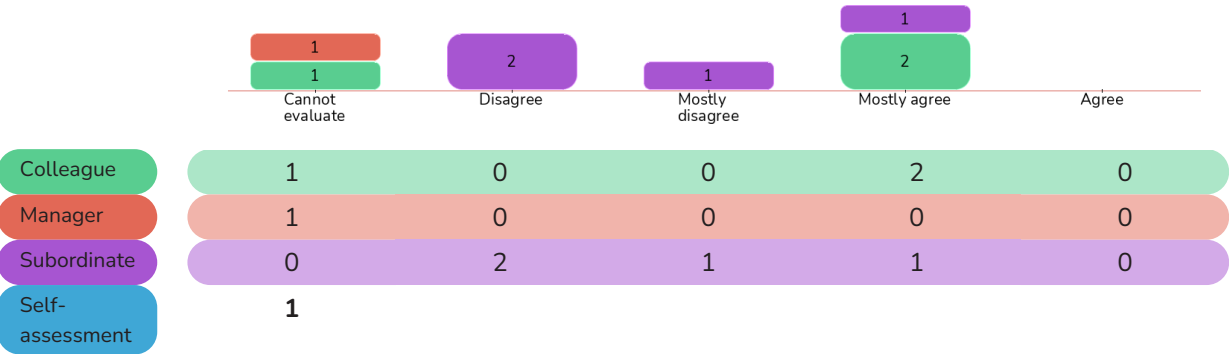 1
1
1
2
1
2
Cannot
evaluate
Disagree
Mostly
disagree
Mostly agree
Agree
Colleague 1 0 0 2 0
Manager 1 0 0 0 0
Subordinate 0 2 1 1 0
Self-
assessment
1